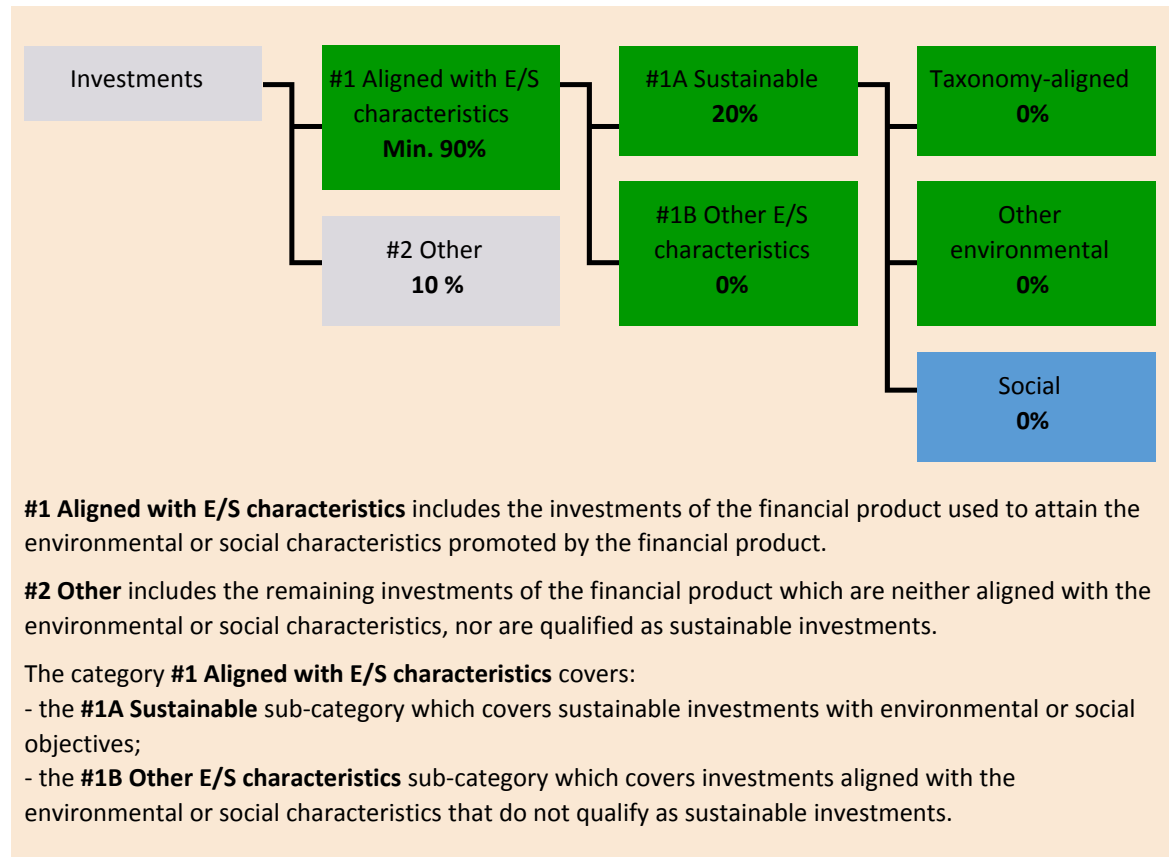 Investments
#1 Aligned with E/S
characteristics
Min. 90%
#2 Other
10 %
#1A Sustainable
20%
#1B Other E/S
characteristics
0%
Taxonomy-aligned
0%
Other
environmental
0%
Social
0%
#1 Aligned with E/S characteristics includes the investments of the financial product used to attain the
environmental or social characteristics promoted by the financial product.
#2 Other includes the remaining investments of the financial product which are neither aligned with the
environmental or social characteristics, nor are qualified as sustainable investments.
The category #1 Aligned with E/S characteristics covers:
- the #1A Sustainable sub-category which covers sustainable investments with environmental or social
objectives;
- the #1B Other E/S characteristics sub-category which covers investments aligned with the
environmental or social characteristics that do not qualify as sustainable investments.